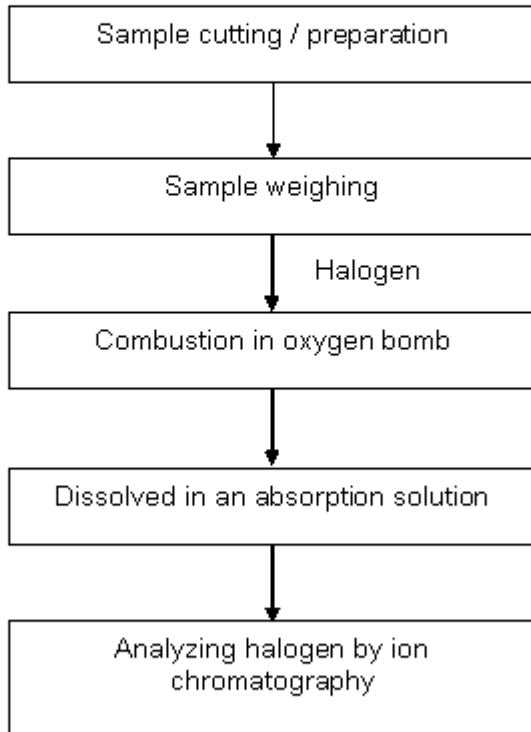 Sample cutting / preparation
Sample weighing
Halogen
Combustion in oxygen bomb
Dissolved in an absorption solution
Analyzing halogen by ion
chromatography